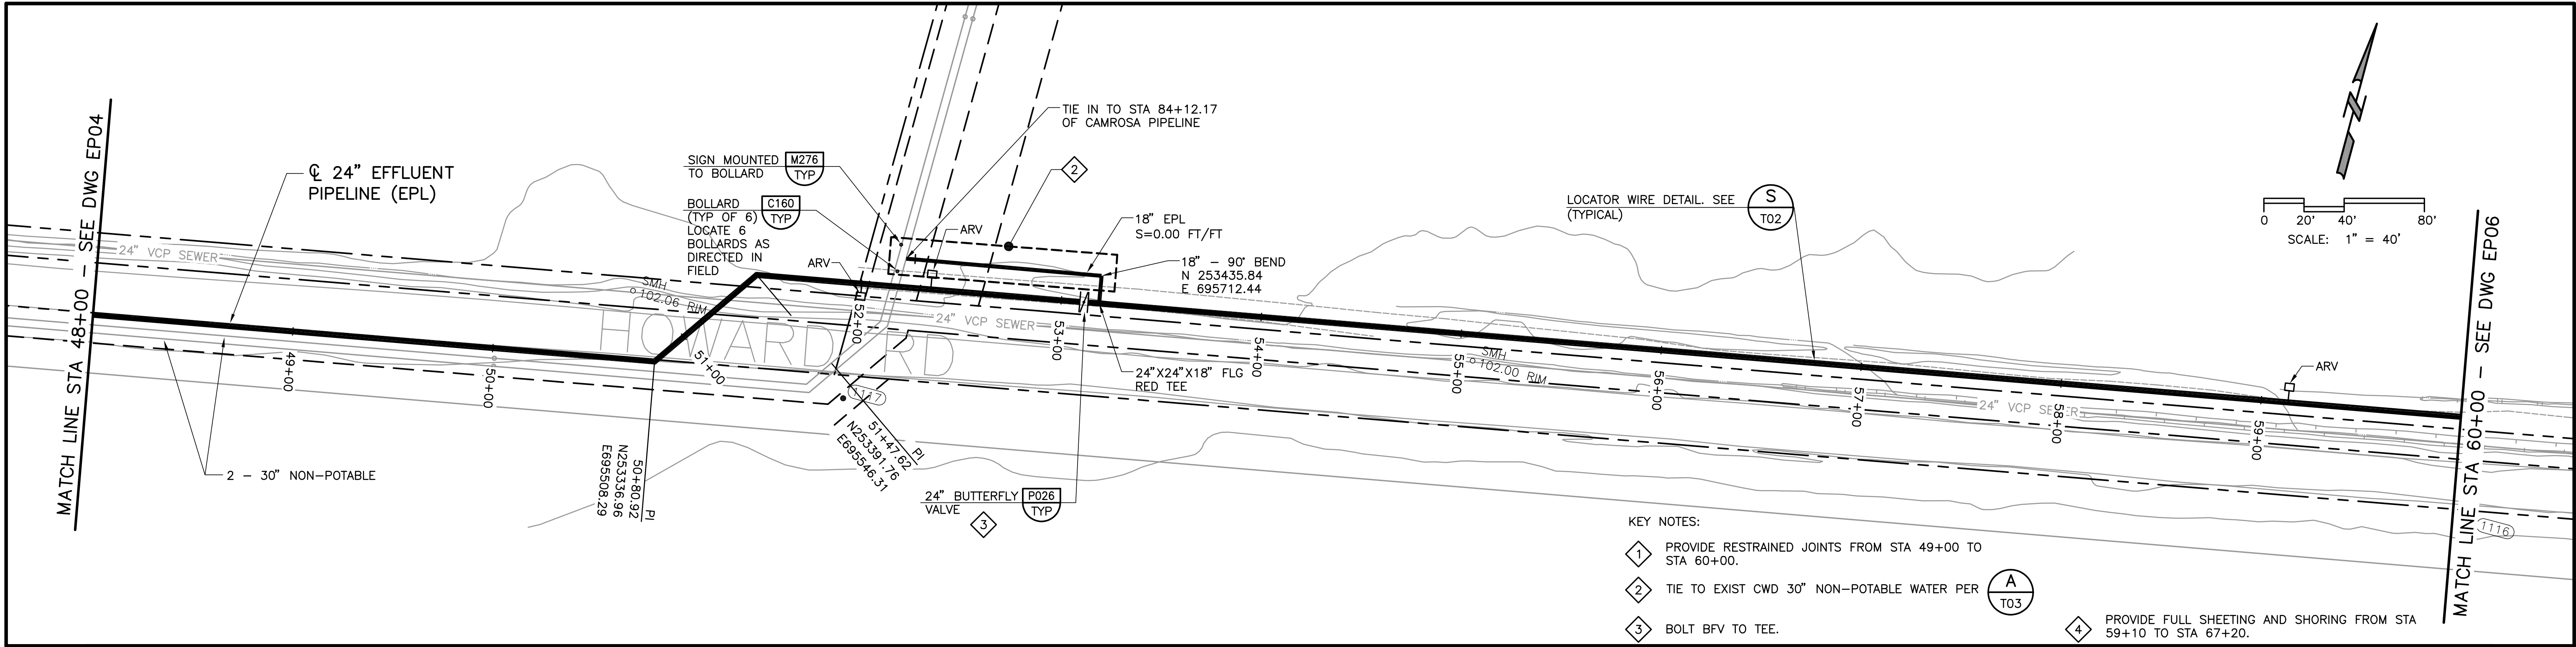 MATCH LINE STA 48+00 - SEE DWG EP04
℄ 24" EFFLUENT
PIPELINE (EPL)
24" VCP SEWER
2 - 30" NON-POTABLE
49+00
50+00
SMH
102.06 RIM
HOWARD RD
PI
50+80.92
N253336.96
E695508.29
51+00
SIGN MOUNTED
TO BOLLARD
M276
TYP
BOLLARD
(TYP OF 6)
LOCATE 6
BOLLARDS AS
DIRECTED IN
FIELD
C160
TYP
ARV
ARV
52+00
1117
PI
51+47.62
N253391.76
E695546.31
TIE IN TO STA 84+12.17
OF CAMROSA PIPELINE
2
18" EPL
S=0.00 FT/FT
18" - 90° BEND
N 253435.84
E 695712.44
24" VCP SEWER
53+00
24"X24"X18" FLG
RED TEE
24" BUTTERFLY
VALVE
P026
TYP
3
54+00
55+00
SMH
102.00 RIM
LOCATOR WIRE DETAIL. SEE
(TYPICAL)
S
T02
56+00
57+00
58+00
24" VCP SEWER
59+00
ARV
0 20' 40' 80'
SCALE: 1" = 40'
MATCH LINE STA 60+00 - SEE DWG EP06
1116
KEY NOTES:
1 PROVIDE RESTRAINED JOINTS FROM STA 49+00 TO
STA 60+00.
2 TIE TO EXIST CWD 30" NON-POTABLE WATER PER
A
T03
3 BOLT BFV TO TEE.
4 PROVIDE FULL SHEETING AND SHORING FROM STA
59+10 TO STA 67+20.